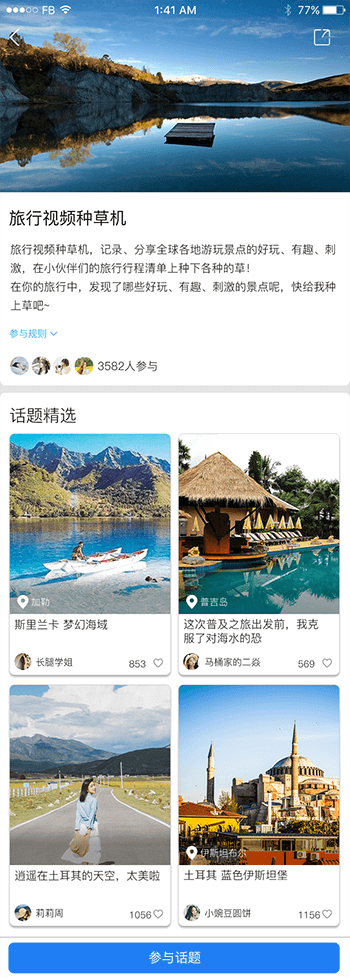 FB 1:41 AM 77%
旅行视频种草机
旅行视频种草机，记录、分享全球各地游玩景点的好玩、有趣、刺
激，在小伙伴们的旅行行程清单上种下各种的草！
在你的旅行中，发现了哪些好玩、有趣、刺激的景点呢，快给我种
上草吧~
参与规则
3582人参与
话题精选
加勒
斯里兰卡 梦幻海域
长腿学姐 853
普吉岛
这次普及之旅出发前，我克
服了对海水的恐
马桶家的二焱 569
逍遥在土耳其的天空，太美啦
莉莉周 1056
伊斯坦布尔
土耳其 蓝色伊斯坦堡
小豌豆圆饼 1156
参与话题